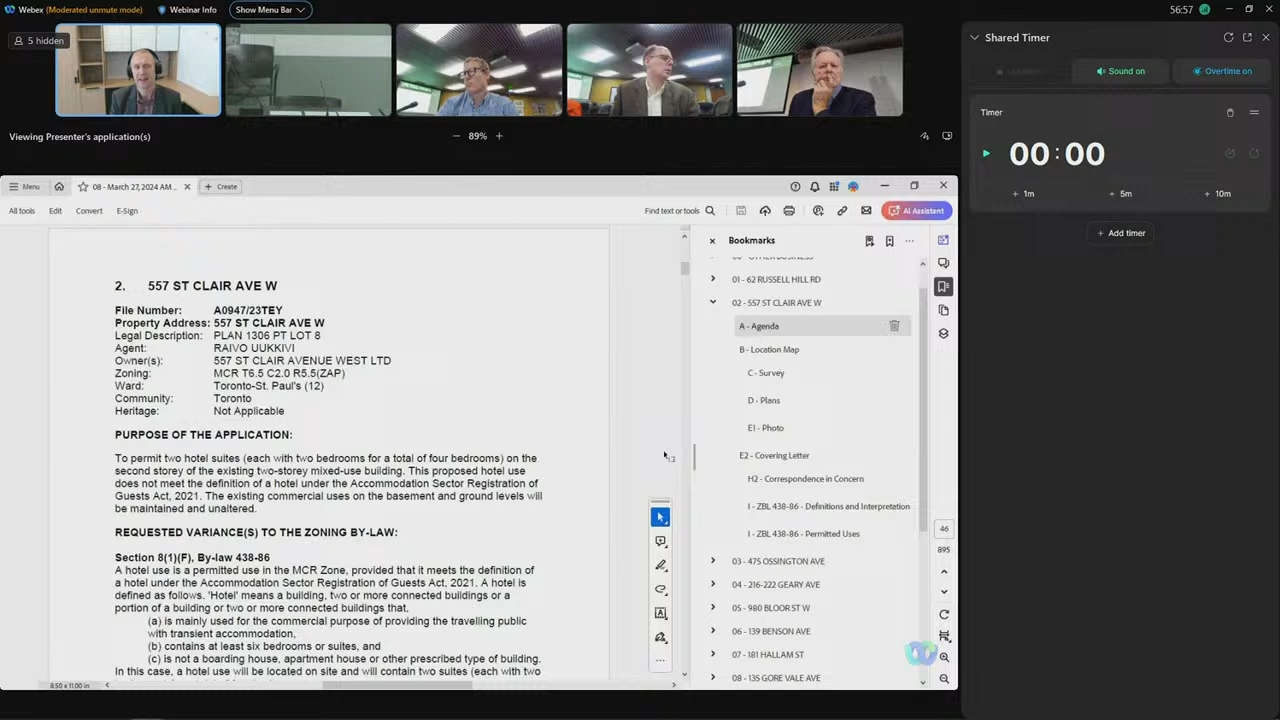 Webex (Moderated unmute mode) Webinar Info Show Menu Bar 56:57
5 hidden
Viewing Presenter's application(s) 89%
Shared Timer
Sound on Overtime on
Timer
00:00
+ 1m + 5m + 10m
+ Add timer
Menu 08 - March 27, 2024 AM ... + Create
All tools Edit Convert E-Sign Find text or tools AI Assistant
2. 557 ST CLAIR AVE W
File Number: A0947/23TEY
Property Address: 557 ST CLAIR AVE W
Legal Description: PLAN 1306 PT LOT 8
Agent: RAIVO UUKKIVI
Owner(s): 557 ST CLAIR AVENUE WEST LTD
Zoning: MCR T6.5 C2.0 R5.5(ZAP)
Ward: Toronto-St. Paul's (12)
Community: Toronto
Heritage: Not Applicable
PURPOSE OF THE APPLICATION:
To permit two hotel suites (each with two bedrooms for a total of four bedrooms) on the
second storey of the existing two-storey mixed-use building. This proposed hotel use
does not meet the definition of a hotel under the Accommodation Sector Registration of
Guests Act, 2021. The existing commercial uses on the basement and ground levels will
be maintained and unaltered.
REQUESTED VARIANCE(S) TO THE ZONING BY-LAW:
Section 8(1)(F), By-law 438-86
A hotel use is a permitted use in the MCR Zone, provided that it meets the definition of
a hotel under the Accommodation Sector Registration of Guests Act, 2021. A hotel is
defined as follows. 'Hotel' means a building, two or more connected buildings or a
portion of a building or two or more connected buildings that,
(a) is mainly used for the commercial purpose of providing the travelling public
with transient accommodation,
(b) contains at least six bedrooms or suites, and
(c) is not a boarding house, apartment house or other prescribed type of building.
In this case, a hotel use will be located on site and will contain two suites (each with two
8.50 x 11.00 in
Bookmarks
01 - 62 RUSSELL HILL RD
02 - 557 ST CLAIR AVE W
A - Agenda
B - Location Map
C - Survey
D - Plans
E1 - Photo
E2 - Covering Letter
H2 - Correspondence in Concern
I - ZBL 438-86 - Definitions and Interpretation
I - ZBL 438-86 - Permitted Uses
03 - 475 OSSINGTON AVE
04 - 216-222 GEARY AVE
05 - 980 BLOOR ST W
06 - 139 BENSON AVE
07 - 181 HALLAM ST
08 - 135 GORE VALE AVE
46
895